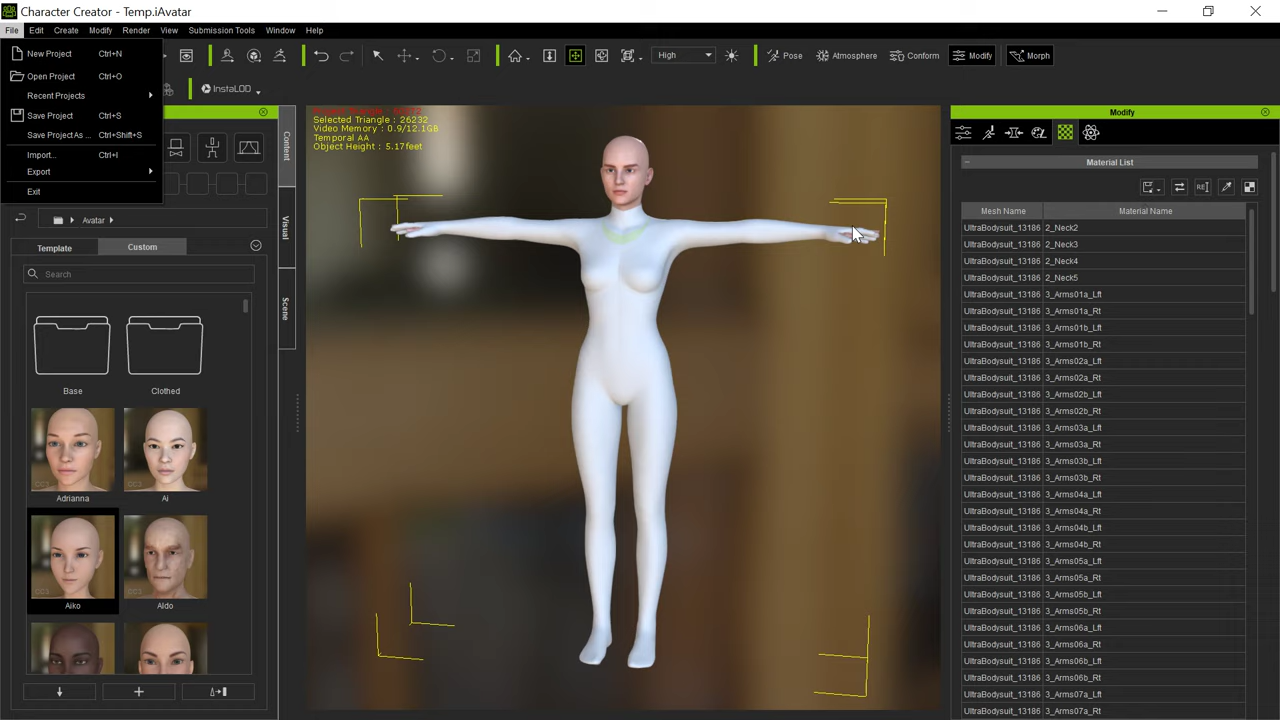 Character Creator - Temp.iAvatar
File Edit Create Modify Render View Submission Tools Window Help
New Project Ctrl+N
Open Project Ctrl+O
Recent Projects
Save Project Ctrl+S
Save Project As ... Ctrl+Shift+S
Import... Ctrl+I
Export
Exit
High
Pose
Atmosphere
Conform
Modify
Morph
InstaLOD
Selected Triangle : 26232
Video Memory : 0.9/12.1GB
Temporal AA
Object Height : 5.17feet
Content
Visual
Scene
Avatar
Template Custom
Search
Base Clothed
Adrianna Ai
Aiko Aldo
Modify
Material List
Mesh Name Material Name
UltraBodysuit_13186 2_Neck2
UltraBodysuit_13186 2_Neck3
UltraBodysuit_13186 2_Neck4
UltraBodysuit_13186 2_Neck5
UltraBodysuit_13186 3_Arms01a_Lft
UltraBodysuit_13186 3_Arms01a_Rt
UltraBodysuit_13186 3_Arms01b_Lft
UltraBodysuit_13186 3_Arms01b_Rt
UltraBodysuit_13186 3_Arms02a_Lft
UltraBodysuit_13186 3_Arms02a_Rt
UltraBodysuit_13186 3_Arms02b_Lft
UltraBodysuit_13186 3_Arms02b_Rt
UltraBodysuit_13186 3_Arms03a_Lft
UltraBodysuit_13186 3_Arms03a_Rt
UltraBodysuit_13186 3_Arms03b_Lft
UltraBodysuit_13186 3_Arms03b_Rt
UltraBodysuit_13186 3_Arms04a_Lft
UltraBodysuit_13186 3_Arms04a_Rt
UltraBodysuit_13186 3_Arms04b_Lft
UltraBodysuit_13186 3_Arms04b_Rt
UltraBodysuit_13186 3_Arms05a_Lft
UltraBodysuit_13186 3_Arms05a_Rt
UltraBodysuit_13186 3_Arms05b_Lft
UltraBodysuit_13186 3_Arms05b_Rt
UltraBodysuit_13186 3_Arms06a_Lft
UltraBodysuit_13186 3_Arms06a_Rt
UltraBodysuit_13186 3_Arms06b_Lft
UltraBodysuit_13186 3_Arms06b_Rt
UltraBodysuit_13186 3_Arms07a_Lft
UltraBodysuit_13186 3_Arms07a_Rt